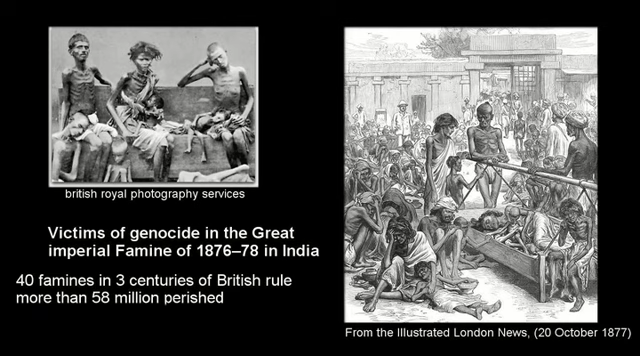 british royal photography services
Victims of genocide in the Great
imperial Famine of 1876–78 in India
40 famines in 3 centuries of British rule
more than 58 million perished
From the Illustrated London News, (20 October 1877)